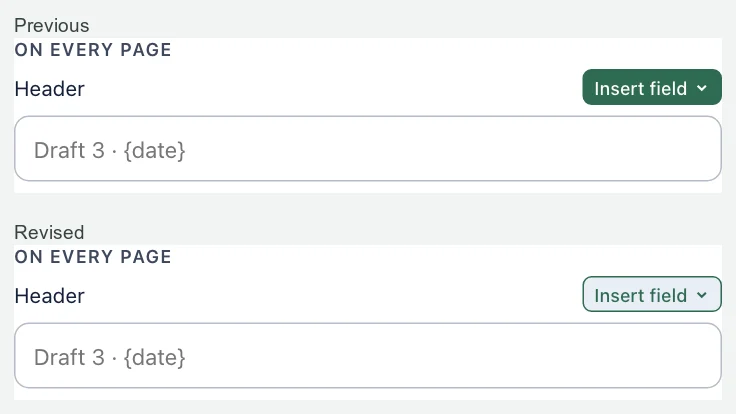 Previous
ON EVERY PAGE
Header
Insert field
Draft 3 · {date}
Revised
ON EVERY PAGE
Header
Insert field
Draft 3 · {date}